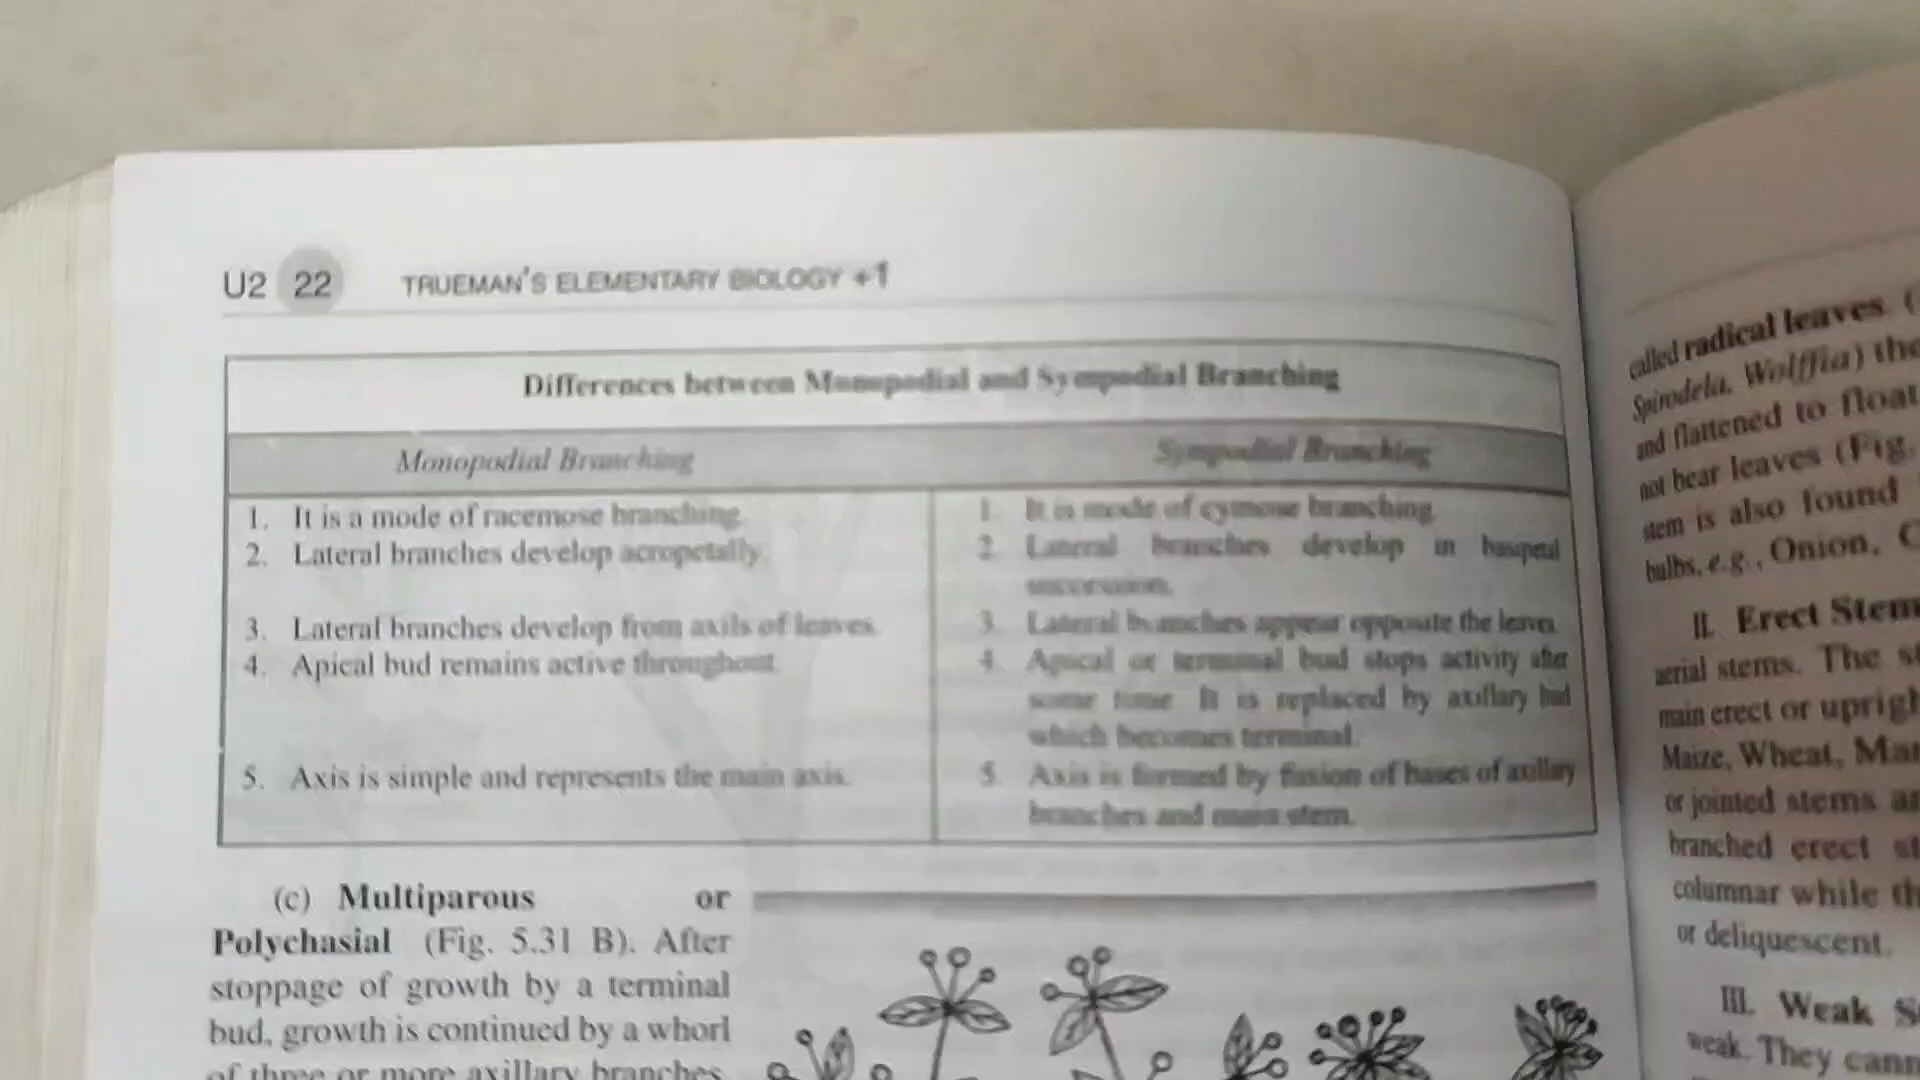 U2 22 TRUEMAN'S ELEMENTARY BIOLOGY +1
Differences between Monopodial and Sympodial Branching
Monopodial Branching
1. It is a mode of racemose branching.
2. Lateral branches develop acropetally.
3. Lateral branches develop from axils of leaves.
4. Apical bud remains active throughout.
5. Axis is simple and represents the main axis.
Sympodial Branching
1. It is mode of cymose branching.
2. Lateral branches develop in basipetal
succession.
3. Lateral branches appear opposite the leaves.
4. Apical or terminal bud stops activity after
some time. It is replaced by axillary bud
which becomes terminal.
5. Axis is formed by fusion of bases of axillary
branches and main stem.
(c) Multiparous or
Polychasial (Fig. 5.31 B). After
stoppage of growth by a terminal
bud, growth is continued by a whorl
of three or more axillary branches.
called radical leaves. (
Spirodela, Wolffia) the
and flattened to float
not bear leaves (Fig.
stem is also found
bulbs, e.g., Onion,
II. Erect Stem
aerial stems. The
main erect or
Maize, Wheat,
or jointed stems
branched erect
columnar while
or deliquescent.
III. Weak
weak. They